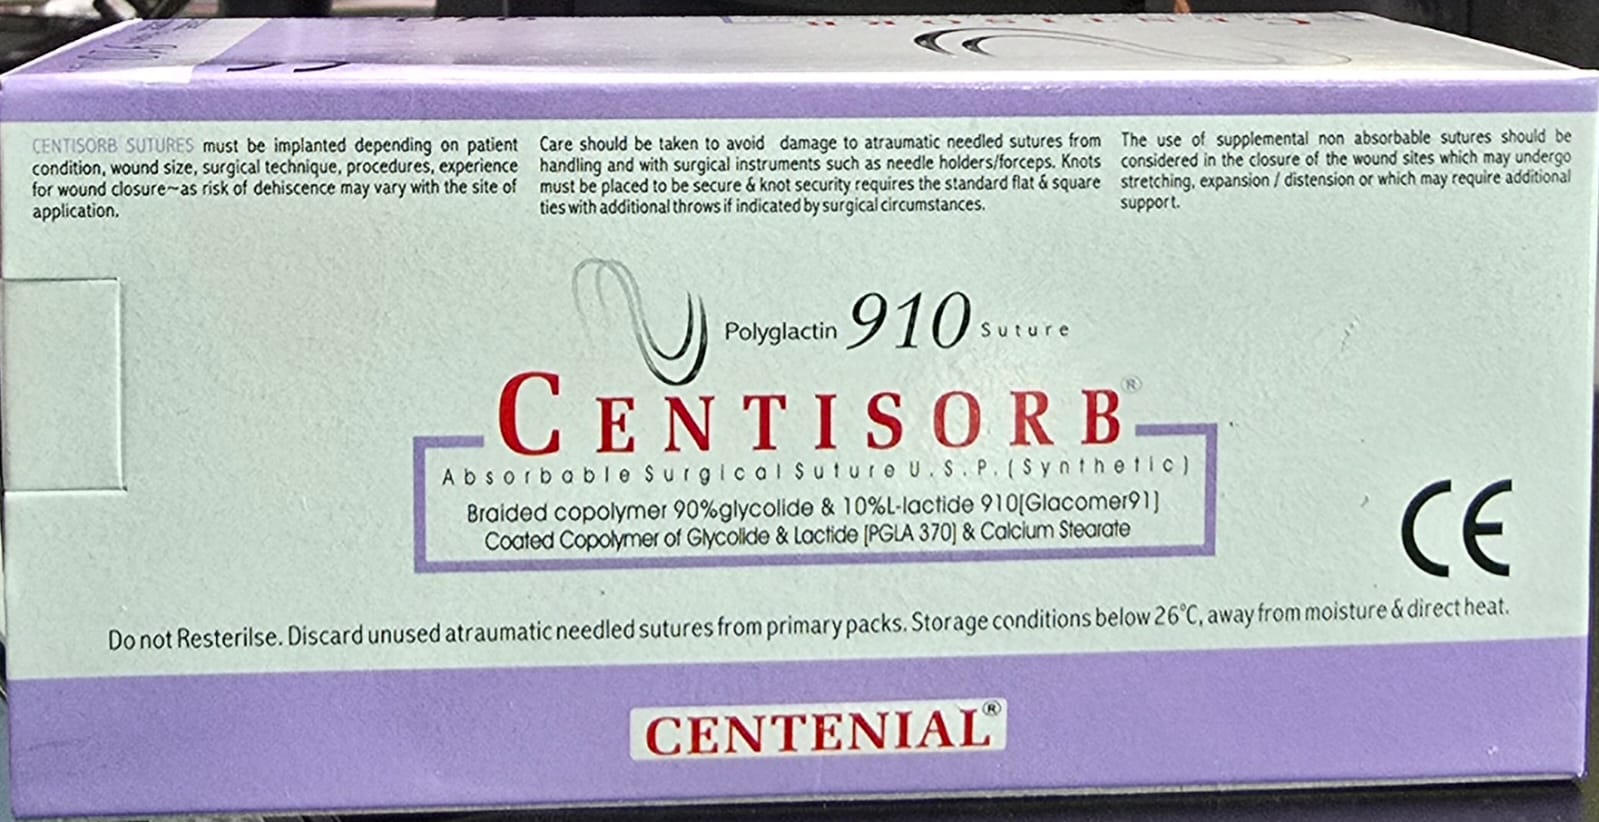 CENTISORB SUTURES must be implanted depending on patient
condition, wound size, surgical technique, procedures, experience
for wound closure~as risk of dehiscence may vary with the site of
application.
Care should be taken to avoid damage to atraumatic needled sutures from
handling and with surgical instruments such as needle holders/forceps. Knots
must be placed to be secure & knot security requires the standard flat & square
ties with additional throws if indicated by surgical circumstances.
The use of supplemental non absorbable sutures should be
considered in the closure of the wound sites which may undergo
stretching, expansion / distension or which may require additional
support.
Polyglactin 910 Suture
CENTISORB®
Absorbable Surgical Suture U.S.P. (Synthetic)
Braided copolymer 90%glycolide & 10%L-lactide 910[Glacomer91]
Coated Copolymer of Glycolide & Lactide [PGLA 370] & Calcium Stearate
CE
Do not Resterilse. Discard unused atraumatic needled sutures from primary packs. Storage conditions below 26°C, away from moisture & direct heat.
CENTENIAL®